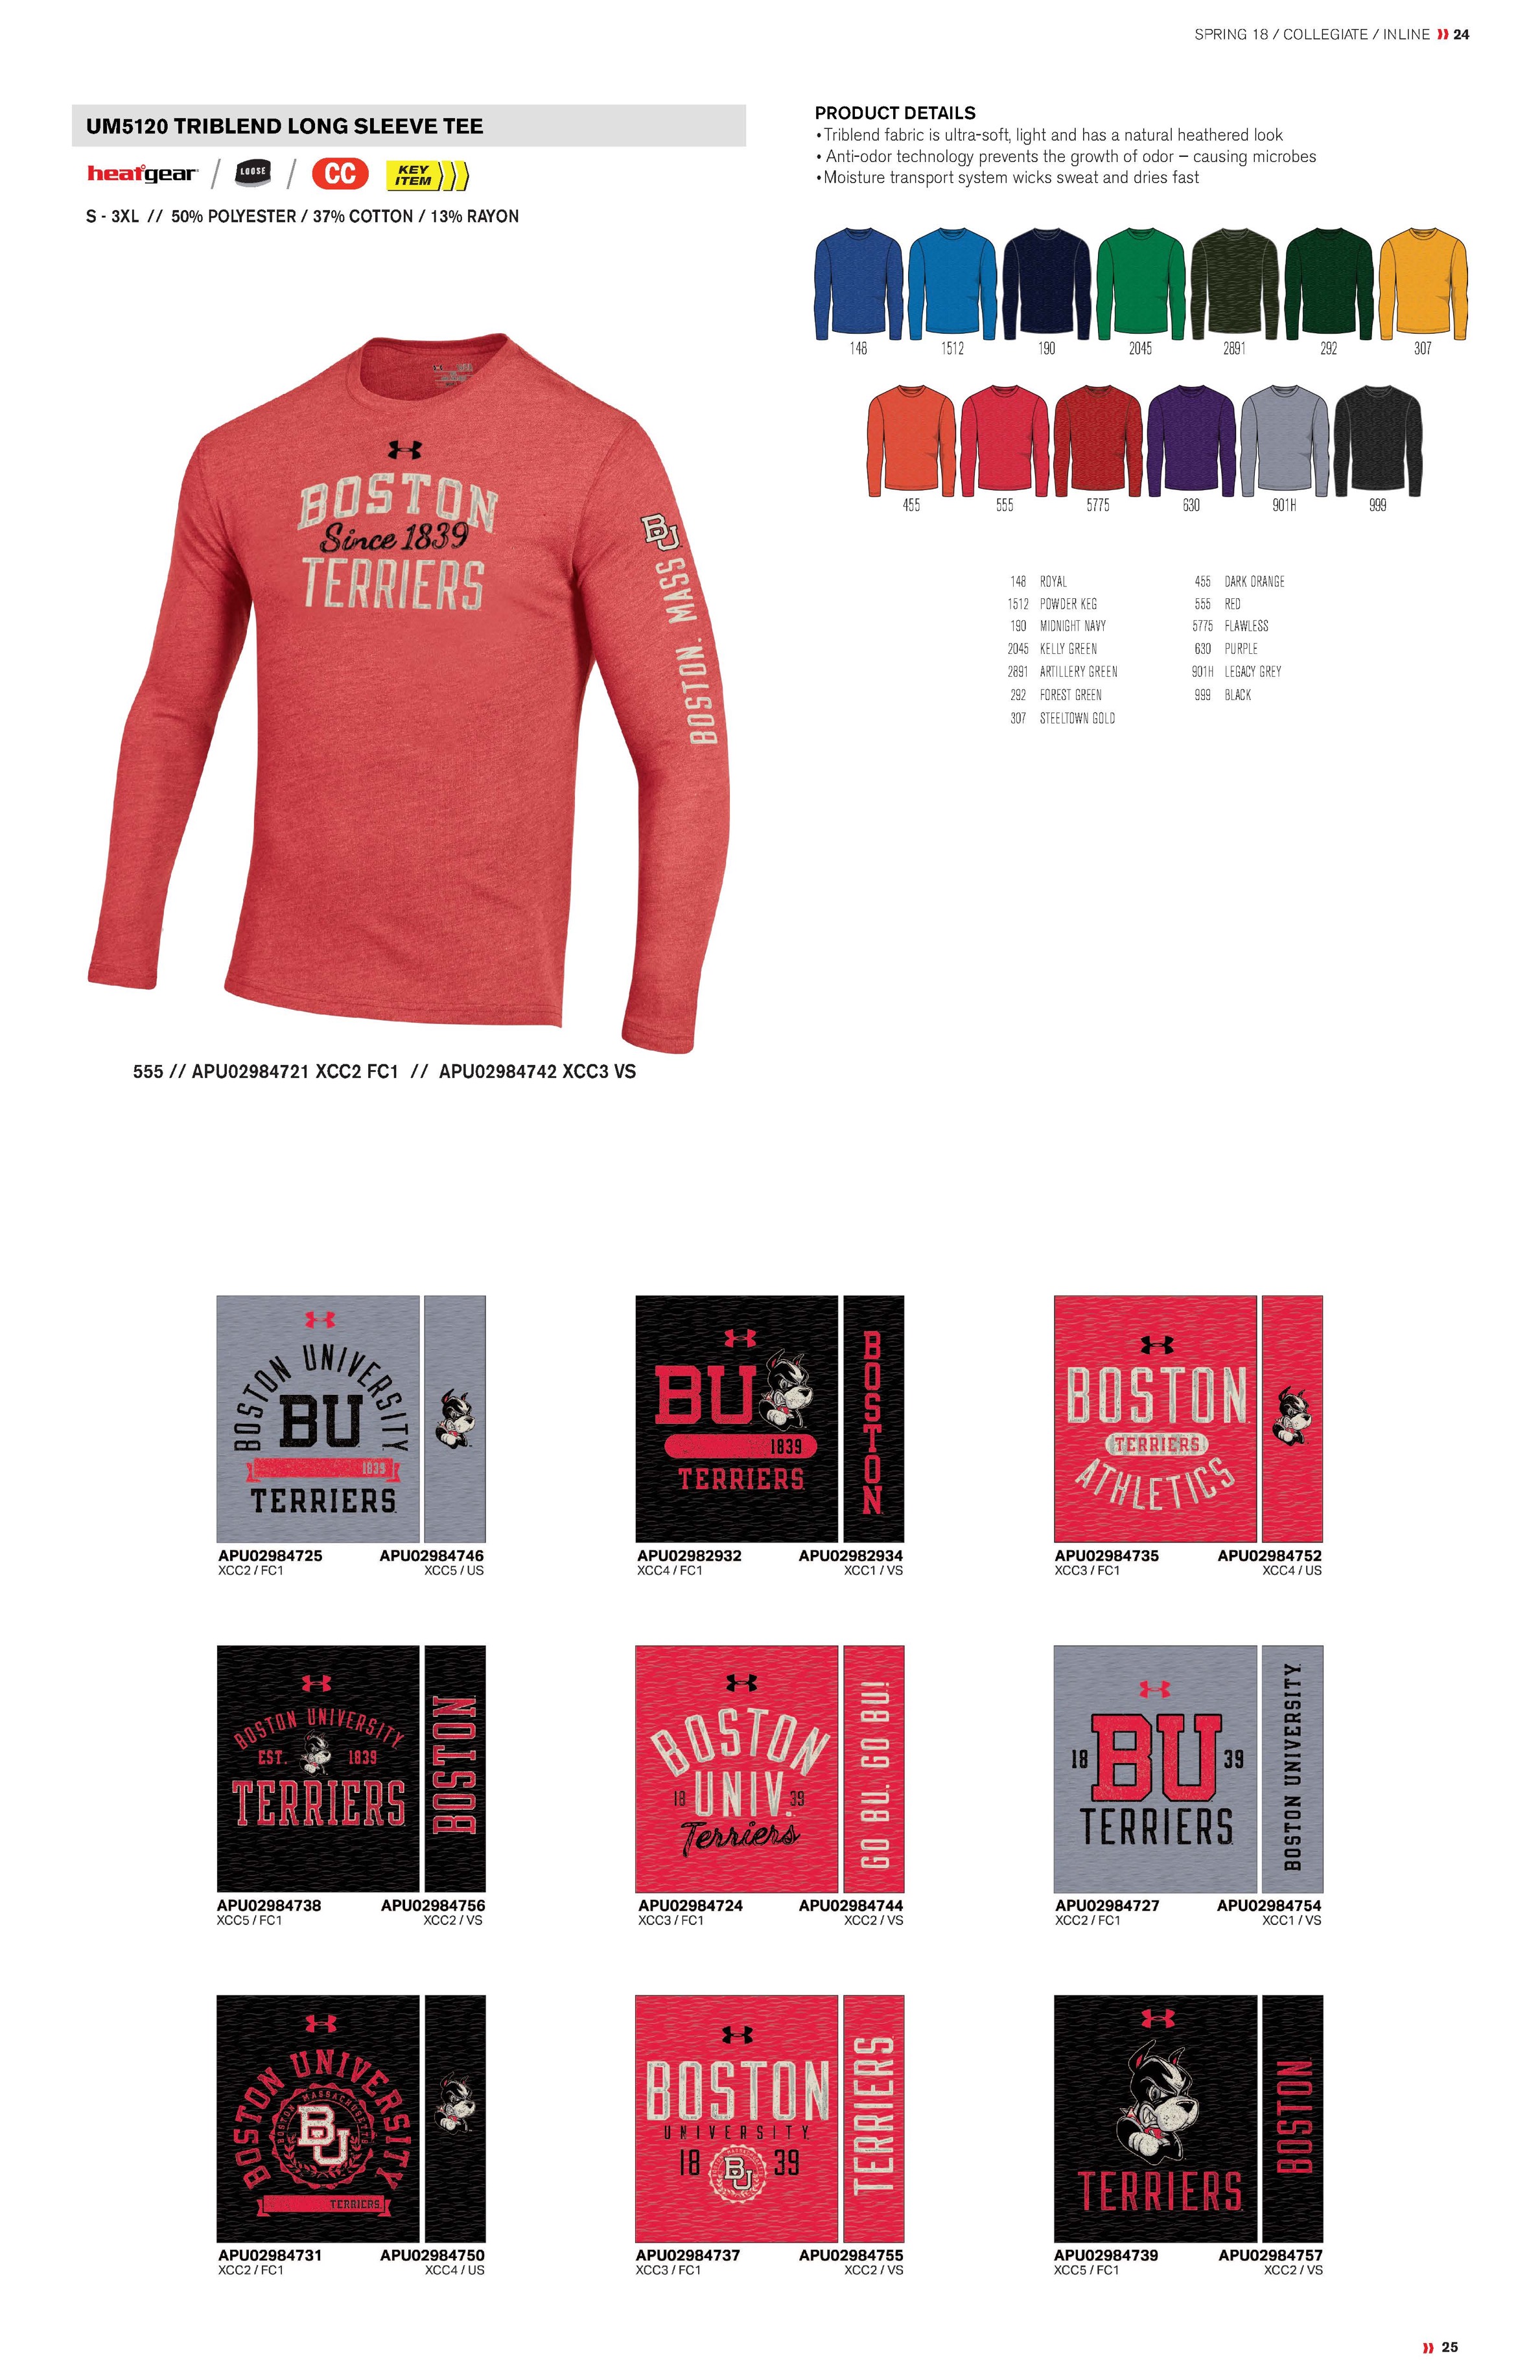 SPRING 18 / COLLEGIATE / INLINE 24
UM5120 TRIBLEND LONG SLEEVE TEE
heatgear / LOOSE / CC KEY ITEM
S - 3XL // 50% POLYESTER / 37% COTTON / 13% RAYON
PRODUCT DETAILS
• Triblend fabric is ultra-soft, light and has a natural heathered look
• Anti-odor technology prevents the growth of odor – causing microbes
• Moisture transport system wicks sweat and dries fast
148 1512 190 2045 2891 292 307
455 555 5775 630 901H 999
148 ROYAL
1512 POWDER KEG
190 MIDNIGHT NAVY
2045 KELLY GREEN
2891 ARTILLERY GREEN
292 FOREST GREEN
307 STEELTOWN GOLD
455 DARK ORANGE
555 RED
5775 FLAWLESS
630 PURPLE
901H LEGACY GREY
999 BLACK
BOSTON
Since 1839
TERRIERS
BU
BOSTON. MASS
555 // APU02984721 XCC2 FC1 // APU02984742 XCC3 VS
BOSTON UNIVERSITY
BU
1839
TERRIERS
APU02984725 APU02984746
XCC2 / FC1 XCC5 / US
BU
1839
TERRIERS
BOSTON
APU02982932 APU02982934
XCC4 / FC1 XCC1 / VS
BOSTON
TERRIERS
ATHLETICS
APU02984735 APU02984752
XCC3 / FC1 XCC4 / US
BOSTON UNIVERSITY
EST. 1839
TERRIERS
BOSTON
APU02984738 APU02984756
XCC5 / FC1 XCC2 / VS
BOSTON
18 UNIV. 39
Terriers
GO BU. GO BU!
APU02984724 APU02984744
XCC3 / FC1 XCC2 / VS
18 BU 39
TERRIERS
BOSTON UNIVERSITY
APU02984727 APU02984754
XCC2 / FC1 XCC1 / VS
BOSTON UNIVERSITY
BOSTON MASSACHUSETTS
BU
TERRIERS
APU02984731 APU02984750
XCC2 / FC1 XCC4 / US
BOSTON
UNIVERSITY
18 BU 39
TERRIERS
APU02984737 APU02984755
XCC3 / FC1 XCC2 / VS
TERRIERS
BOSTON
APU02984739 APU02984757
XCC5 / FC1 XCC2 / VS
25